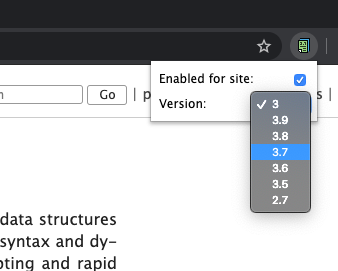 Enabled for site:
n Go | p s |
Version: ✓ 3
3.9
3.8
3.7
3.6
3.5
2.7
data structures
syntax and dy-
pting and rapid